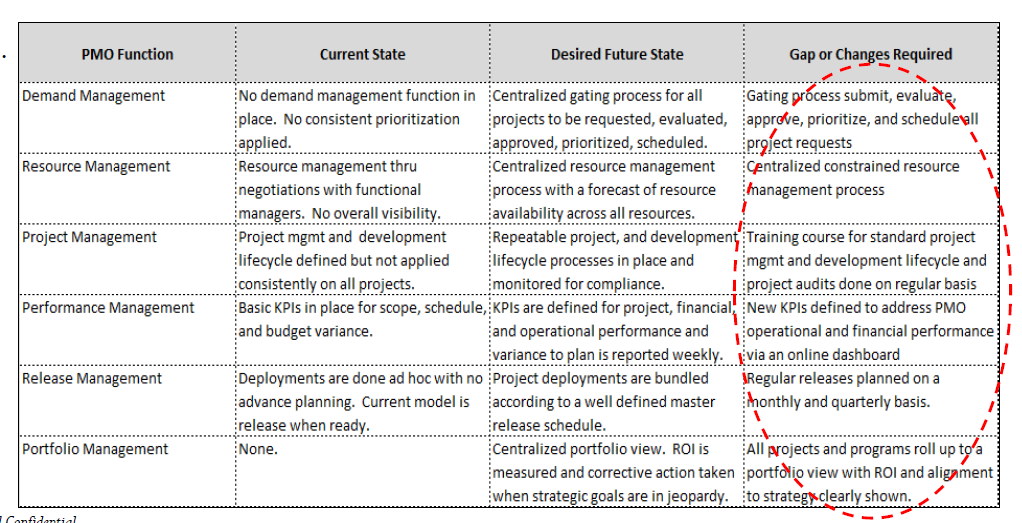 .
PMO Function Current State Desired Future State Gap or Changes Required
Demand Management No demand management function in Centralized gating process for all Gating process submit, evaluate,
place. No consistent prioritization projects to be requested, evaluated, approve, prioritize, and schedule all
applied. approved, prioritized, scheduled. project requests
Resource Management Resource management thru Centralized resource management Centralized constrained resource
negotiations with functional process with a forecast of resource management process
managers. No overall visibility. availability across all resources.
Project Management Project mgmt and development Repeatable project, and development Training course for standard project
lifecycle defined but not applied lifecycle processes in place and mgmt and development lifecycle and
consistently on all projects. monitored for compliance. project audits done on regular basis
Performance Management Basic KPIs in place for scope, schedule, KPIs are defined for project, financial, New KPIs defined to address PMO
and budget variance. and operational performance and operational and financial performance
variance to plan is reported weekly. via an online dashboard
Release Management Deployments are done ad hoc with no Project deployments are bundled Regular releases planned on a
advance planning. Current model is according to a well defined master monthly and quarterly basis.
release when ready. release schedule.
Portfolio Management None. Centralized portfolio view. ROI is All projects and programs roll up to a
measured and corrective action taken portfolio view with ROI and alignment
when strategic goals are in jeopardy. to strategy clearly shown.
Confidential